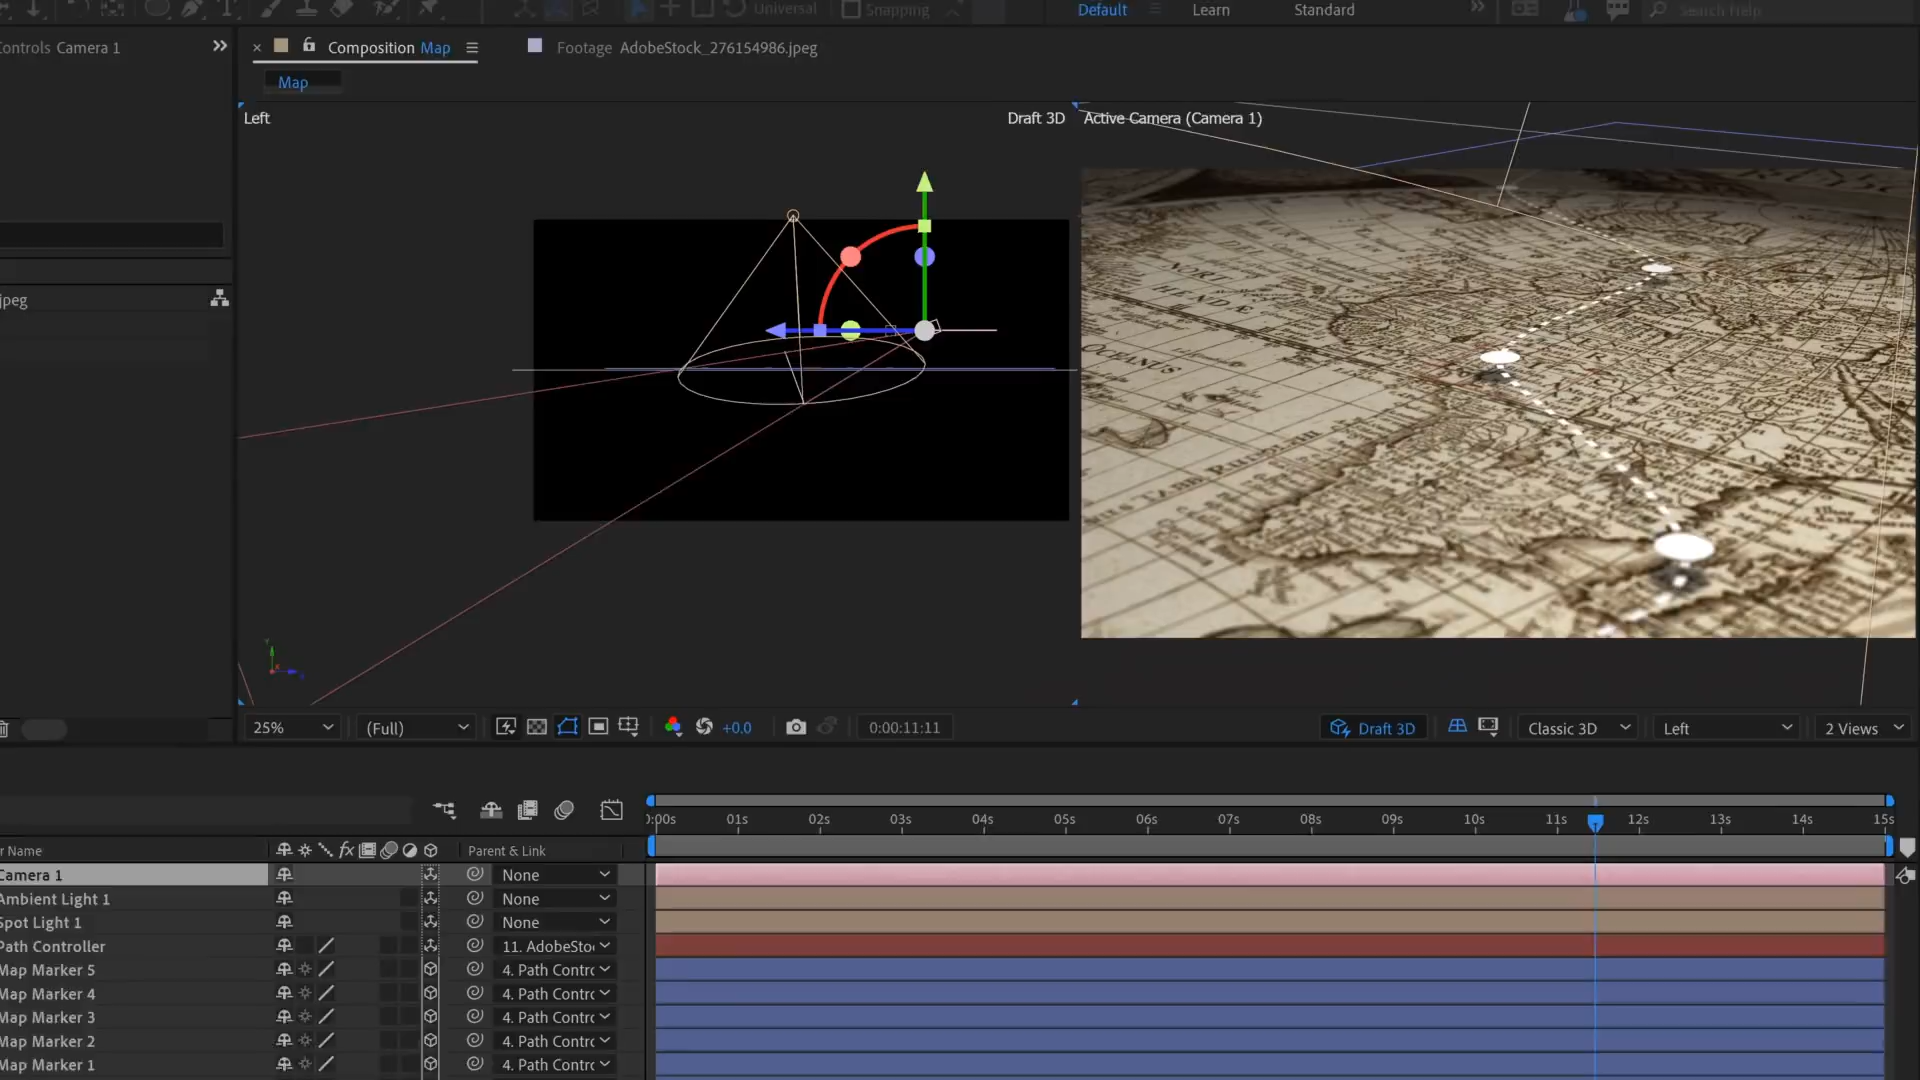 Universal
Snapping
Default
Learn
Standard
Search Help
Controls Camera 1
Composition Map
Footage AdobeStock_276154986.jpeg
Map
Left
Draft 3D
Active Camera (Camera 1)
jpeg
NORT
OCEANUS
25%
(Full)
+0.0
0:00:11:11
Draft 3D
Classic 3D
Left
2 Views
0:00s 01s 02s 03s 04s 05s 06s 07s 08s 09s 10s 11s 12s 13s 14s 15s
r Name
fx
Parent & Link
Camera 1
None
Ambient Light 1
None
Spot Light 1
None
Path Controller
11. AdobeSto
Map Marker 5
4. Path Contr
Map Marker 4
4. Path Contr
Map Marker 3
4. Path Contr
Map Marker 2
4. Path Contr
Map Marker 1
4. Path Contr